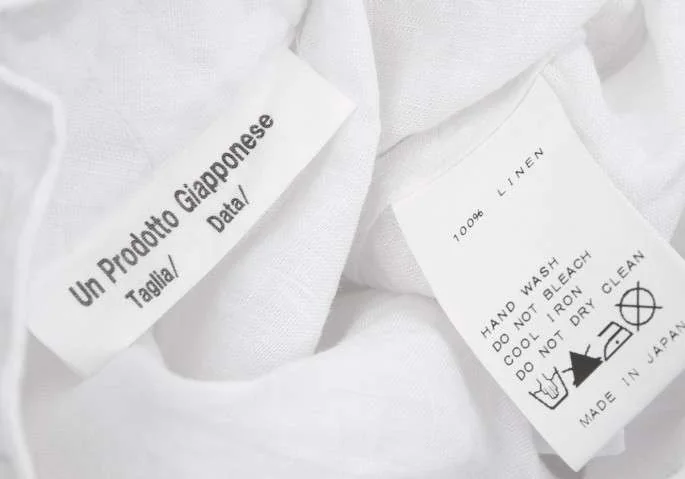 Un Prodotto Giapponese
Taglia/ Data/
100% LINEN
HAND WASH
DO NOT BLEACH
COOL IRON
DO NOT DRY CLEAN
MADE IN JAPAN